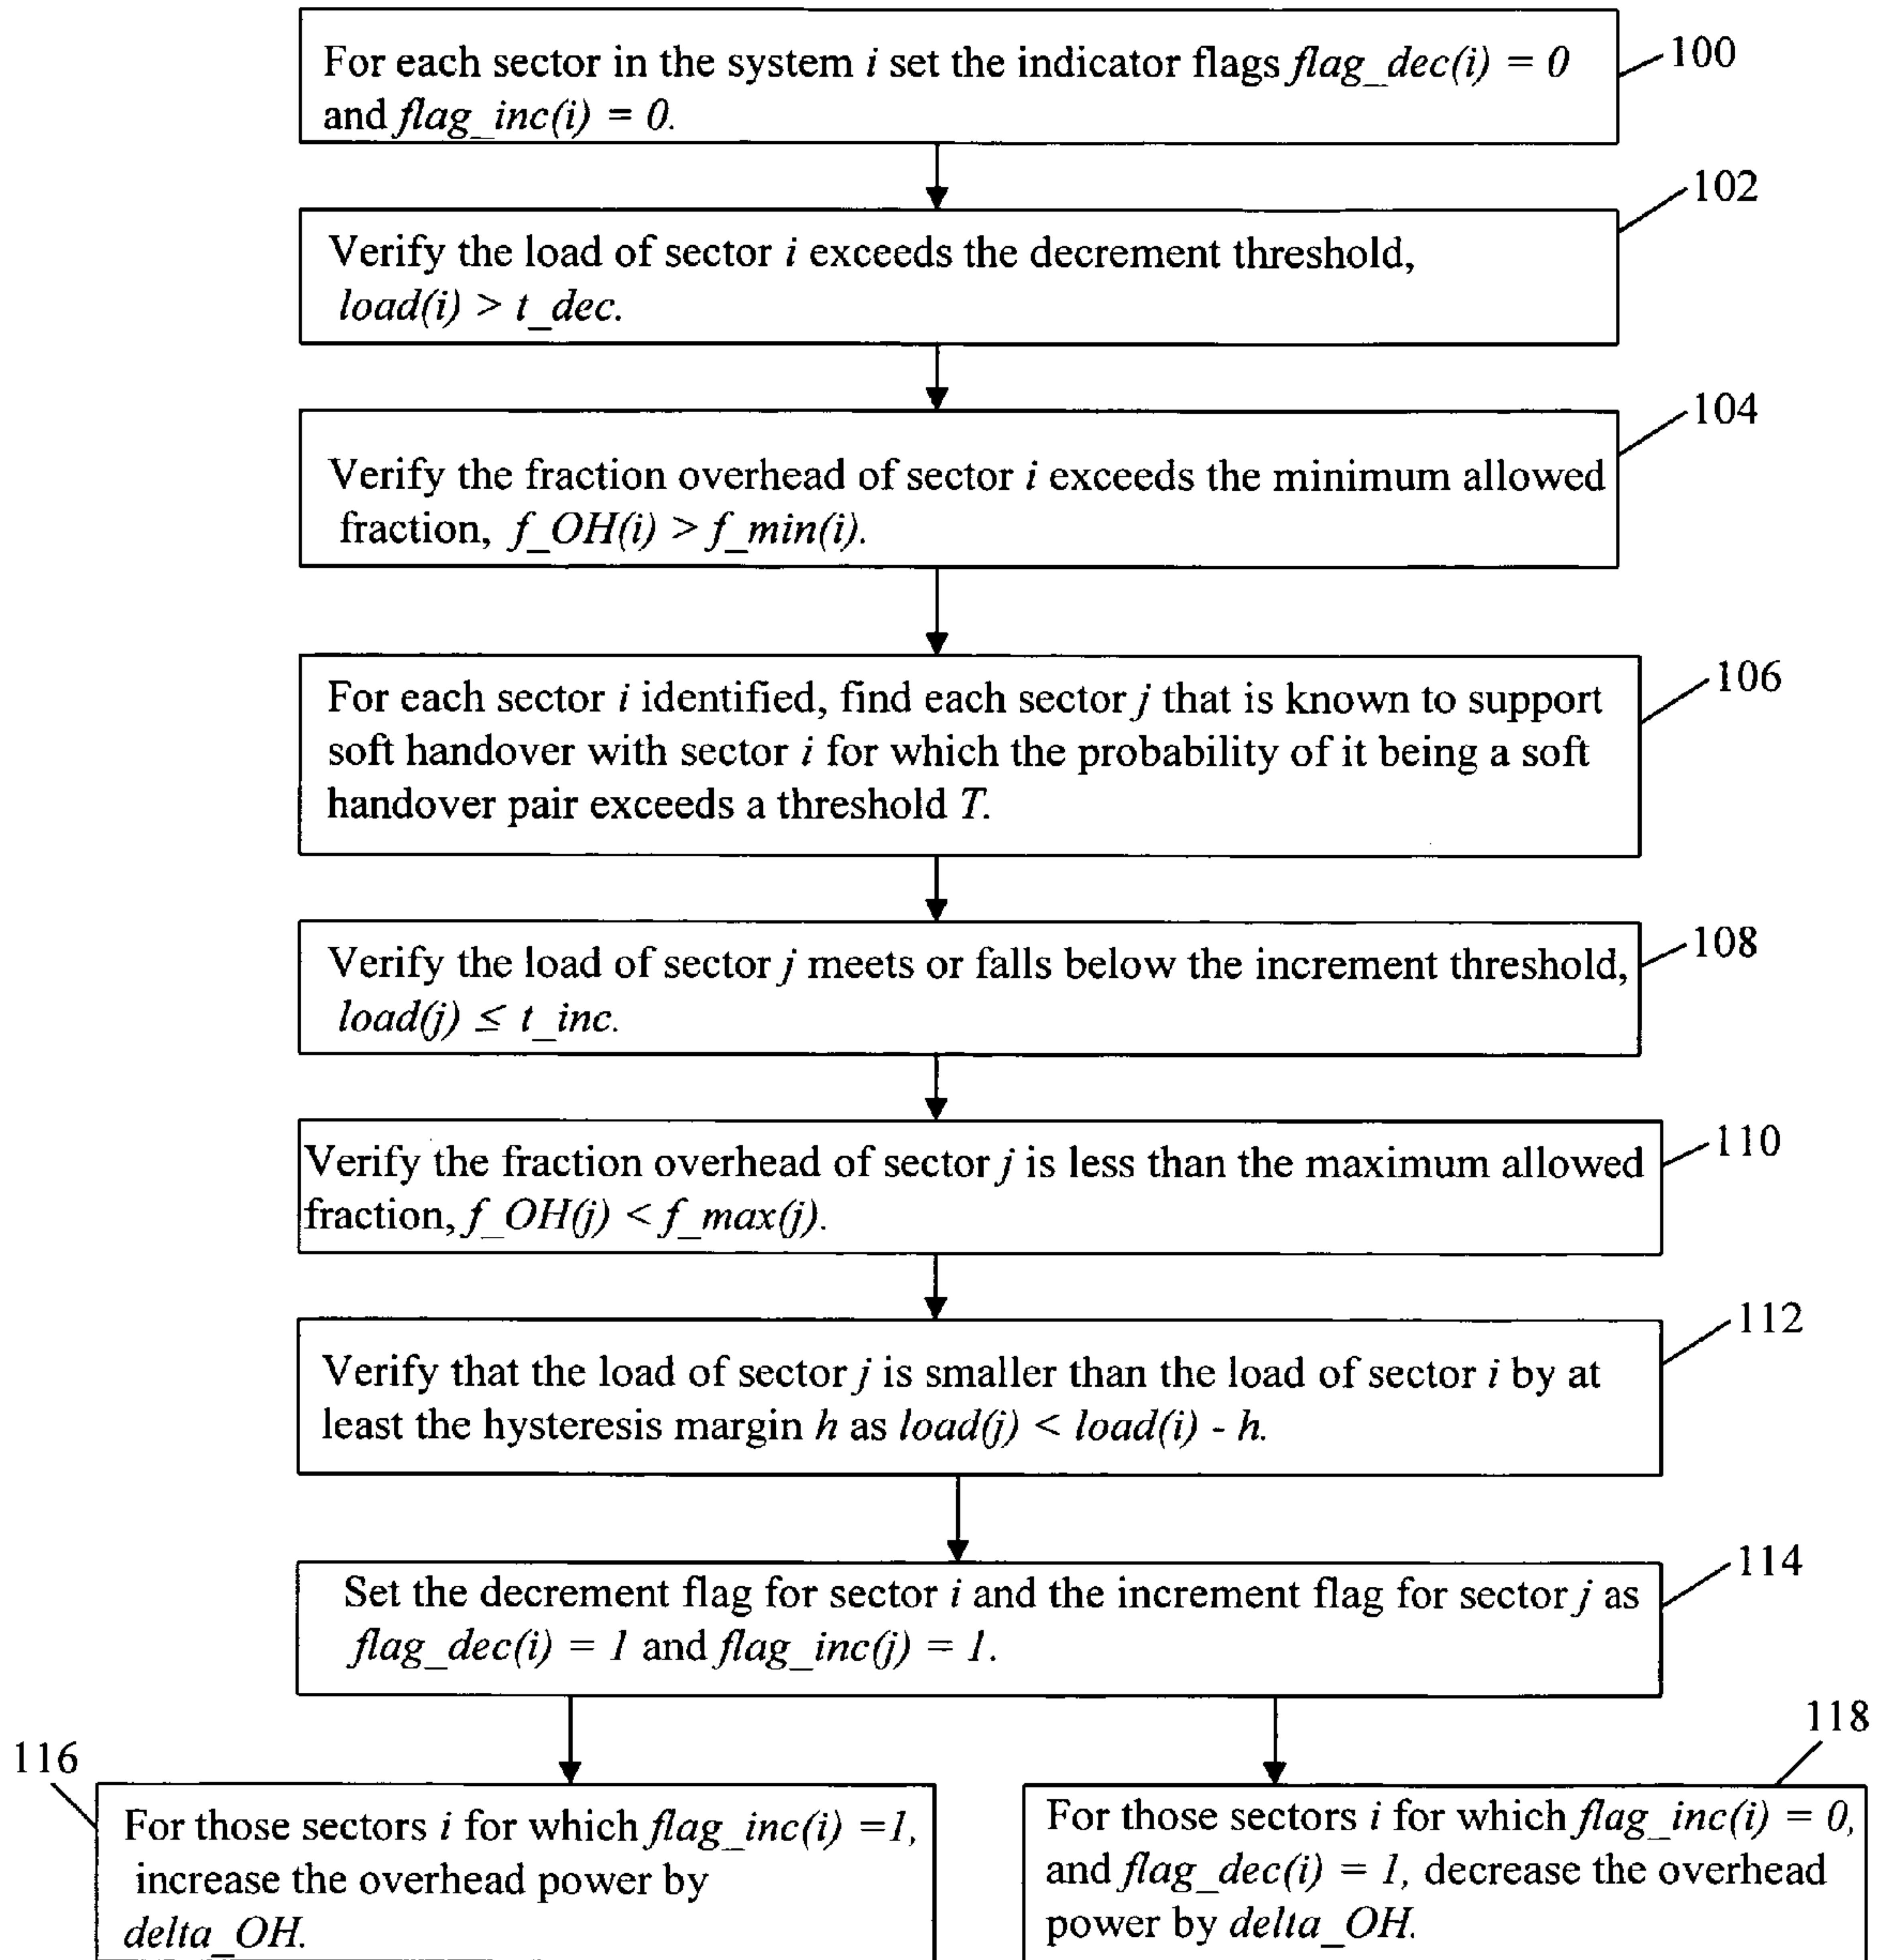 For each sector in the system i set the indicator flags flag_dec(i) = 0
and flag_inc(i) = 0.
100
Verify the load of sector i exceeds the decrement threshold,
load(i) > t_dec.
102
Verify the fraction overhead of sector i exceeds the minimum allowed
fraction, f_OH(i) > f_min(i).
104
For each sector i identified, find each sector j that is known to support
soft handover with sector i for which the probability of it being a soft
handover pair exceeds a threshold T.
106
Verify the load of sector j meets or falls below the increment threshold,
load(j) ≤ t_inc.
108
Verify the fraction overhead of sector j is less than the maximum allowed
fraction, f_OH(j) < f_max(j).
110
Verify that the load of sector j is smaller than the load of sector i by at
least the hysteresis margin h as load(j) < load(i) - h.
112
Set the decrement flag for sector i and the increment flag for sector j as
flag_dec(i) = 1 and flag_inc(j) = 1.
114
116
For those sectors i for which flag_inc(i) =1,
increase the overhead power by
delta_OH.
118
For those sectors i for which flag_inc(i) = 0,
and flag_dec(i) = 1, decrease the overhead
power by delta_OH.